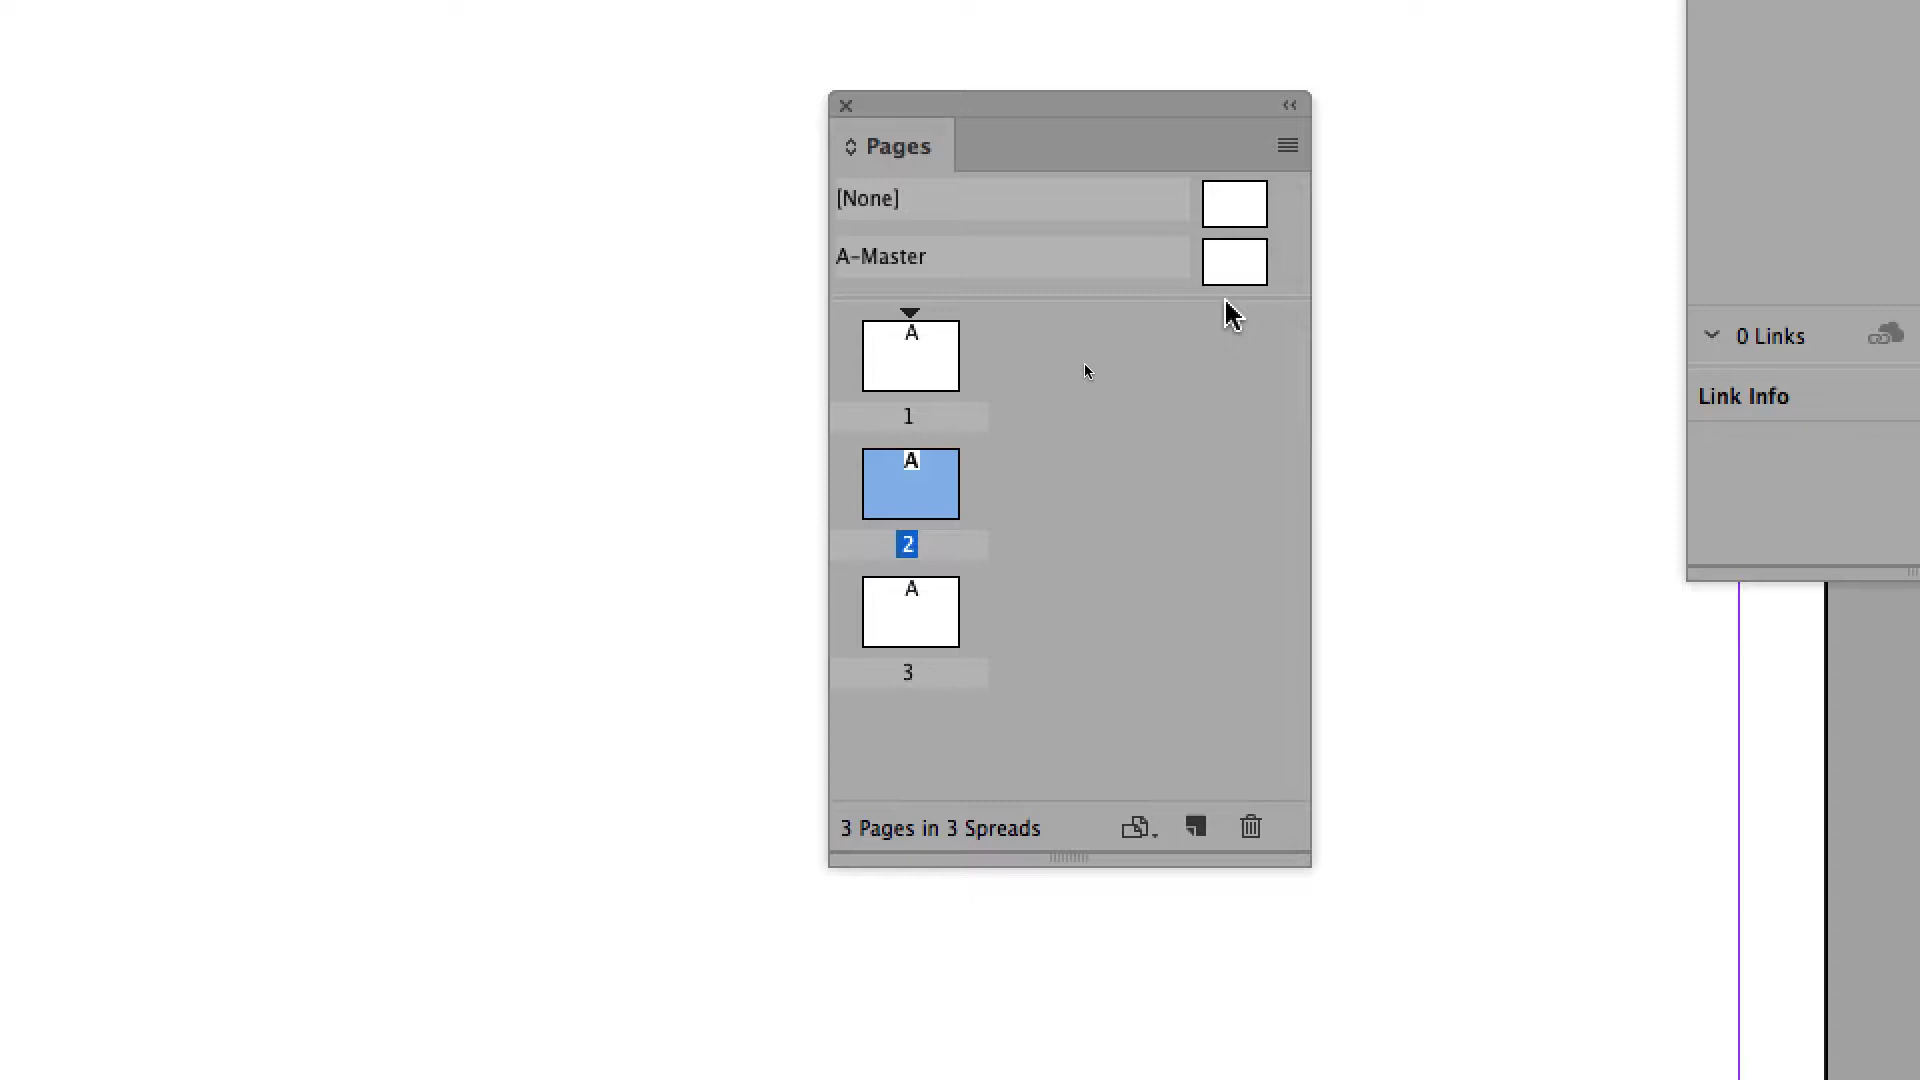 Pages
[None]
A-Master
A
1
A
2
A
3
3 Pages in 3 Spreads
0 Links
Link Info